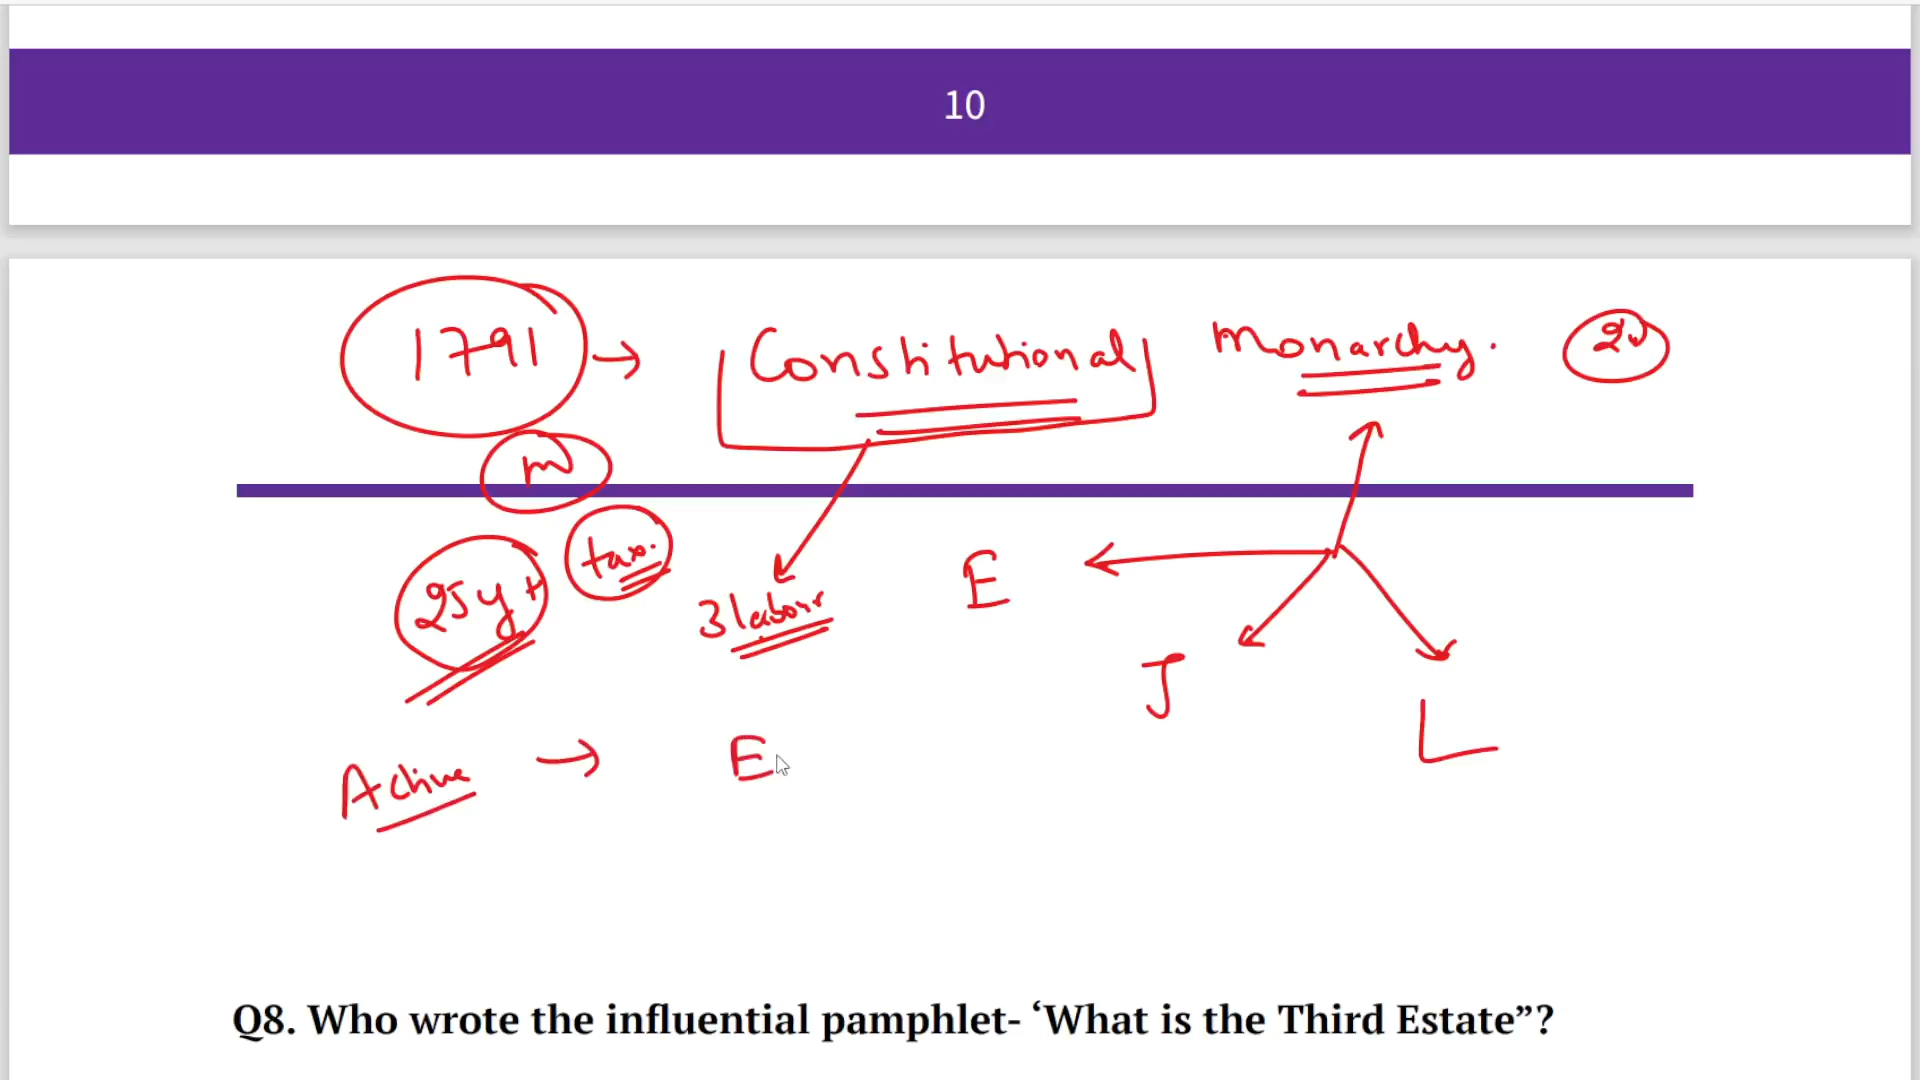 10
1791 → Constitutional Monarchy.
m
tax.
25y+
3 labour
E
J
L
Active → E
Q8. Who wrote the influential pamphlet- ‘What is the Third Estate”?